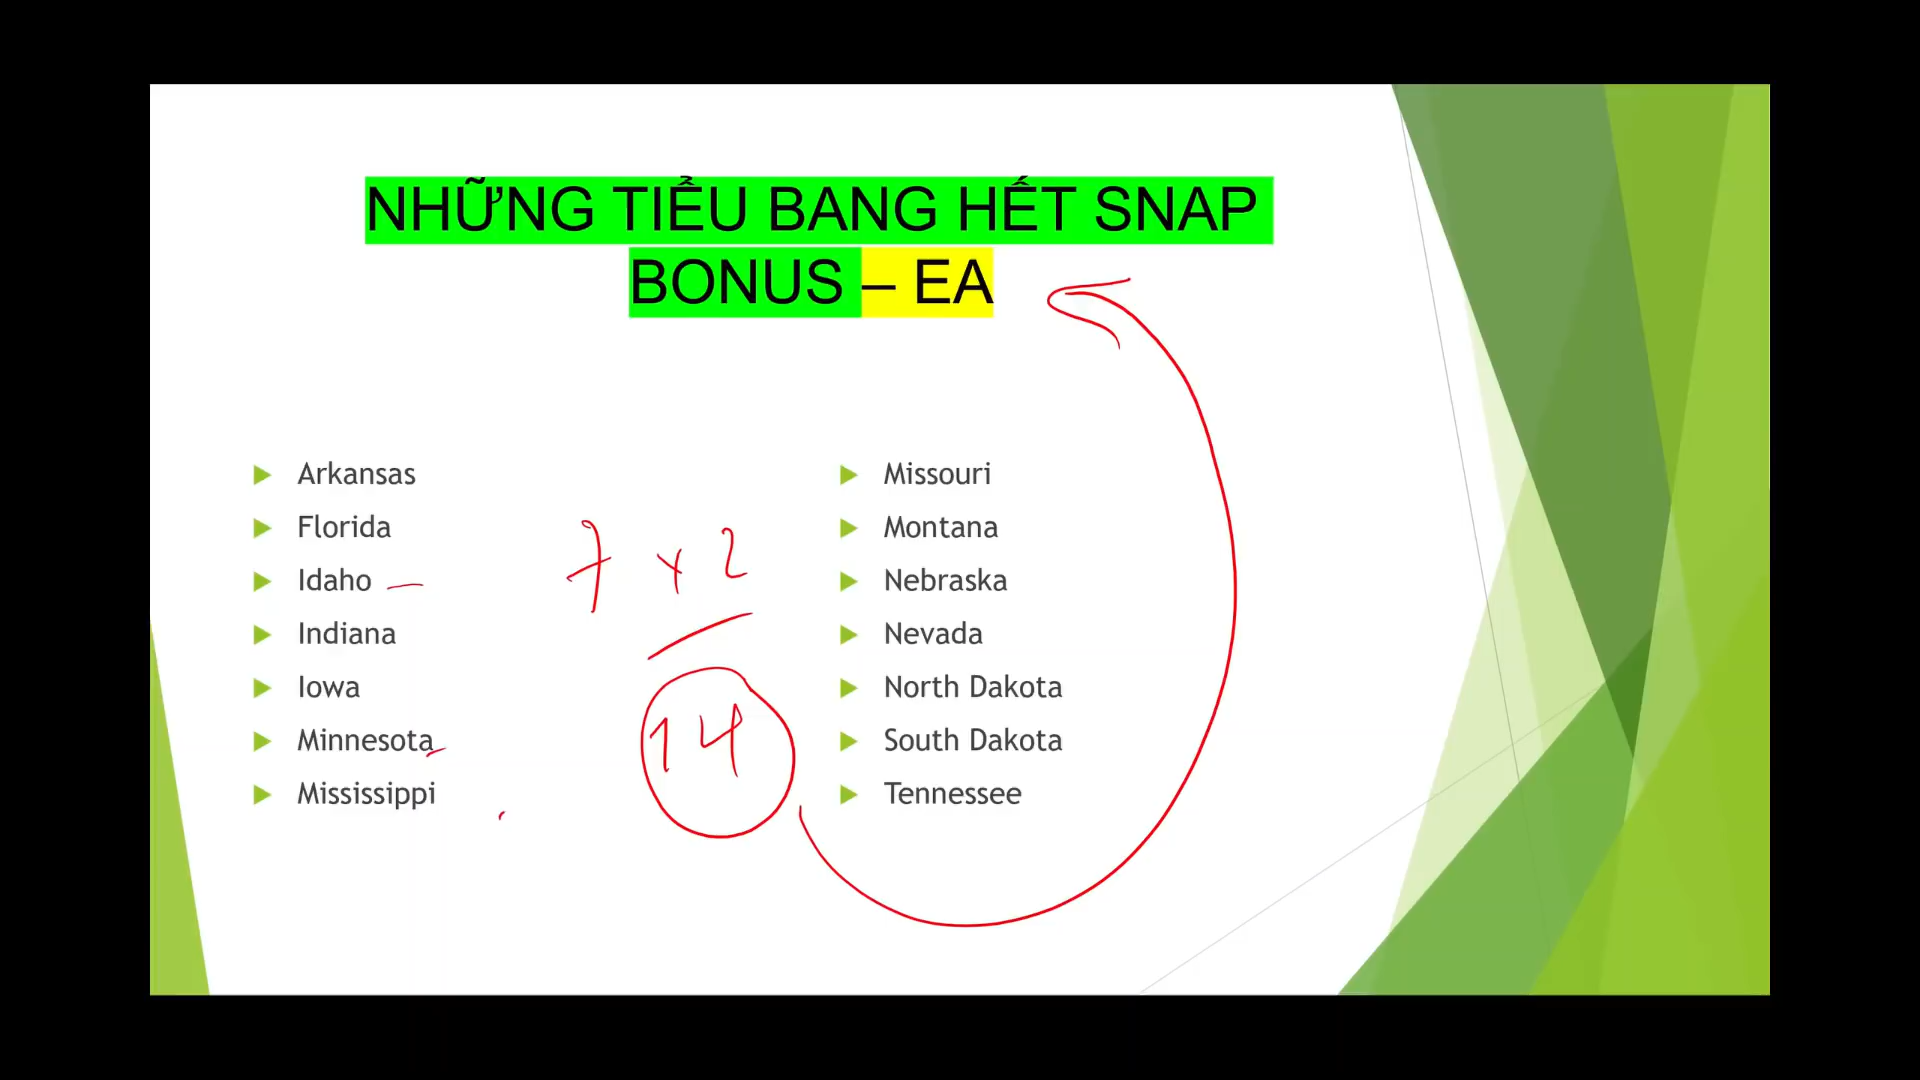 NHỮNG TIỂU BANG HẾT SNAP
BONUS – EA
Arkansas
Florida
Idaho
Indiana
Iowa
Minnesota
Mississippi
7 x 2
14
Missouri
Montana
Nebraska
Nevada
North Dakota
South Dakota
Tennessee